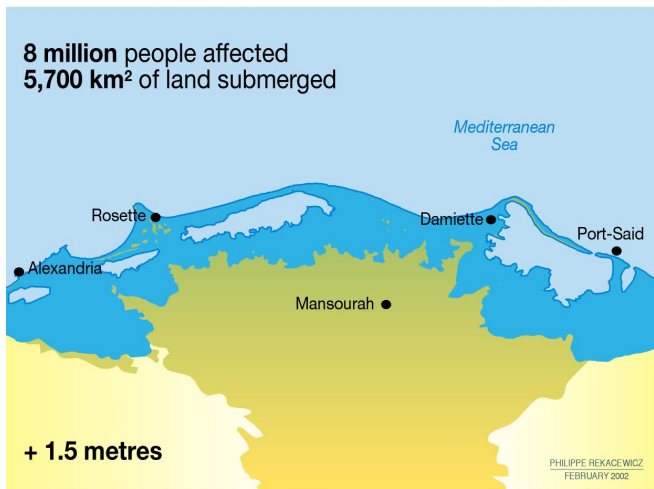 8 million people affected
5,700 km² of land submerged
Mediterranean
Sea
Rosette
Damiette
Port-Said
Alexandria
Mansourah
+ 1.5 metres
PHILIPPE REKACEWICZ
FEBRUARY 2002